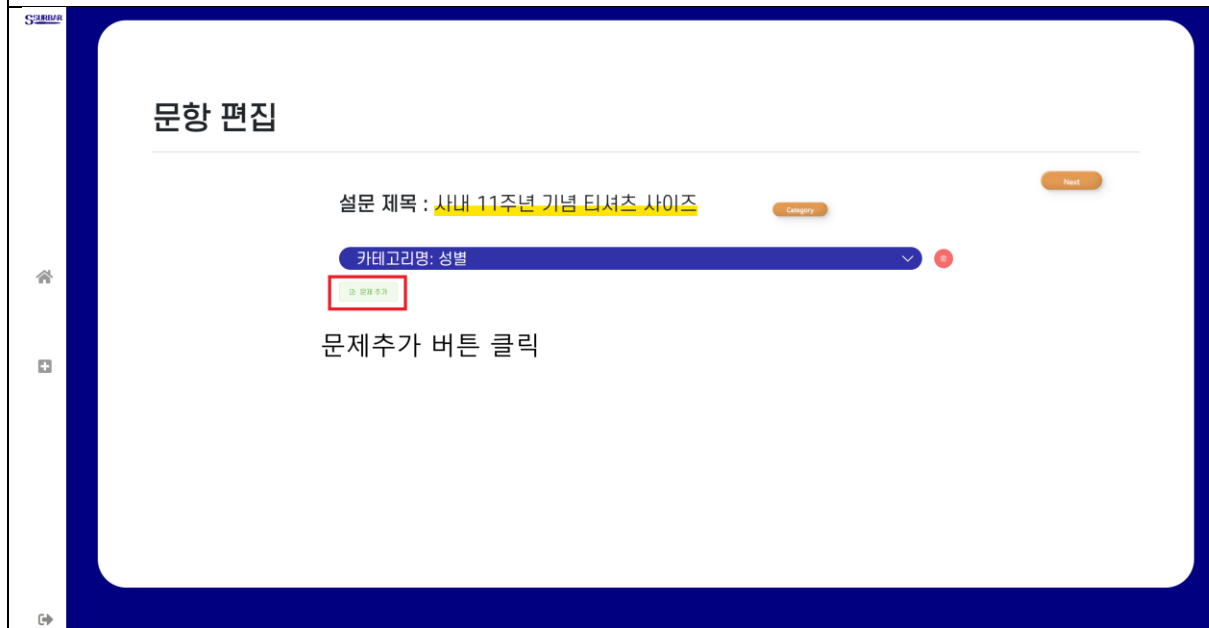 SSURBAR
문항 편집
Next
설문 제목 : 사내 11주년 기념 티셔츠 사이즈
Category
카테고리명: 성별
문제 추가
문제추가 버튼 클릭